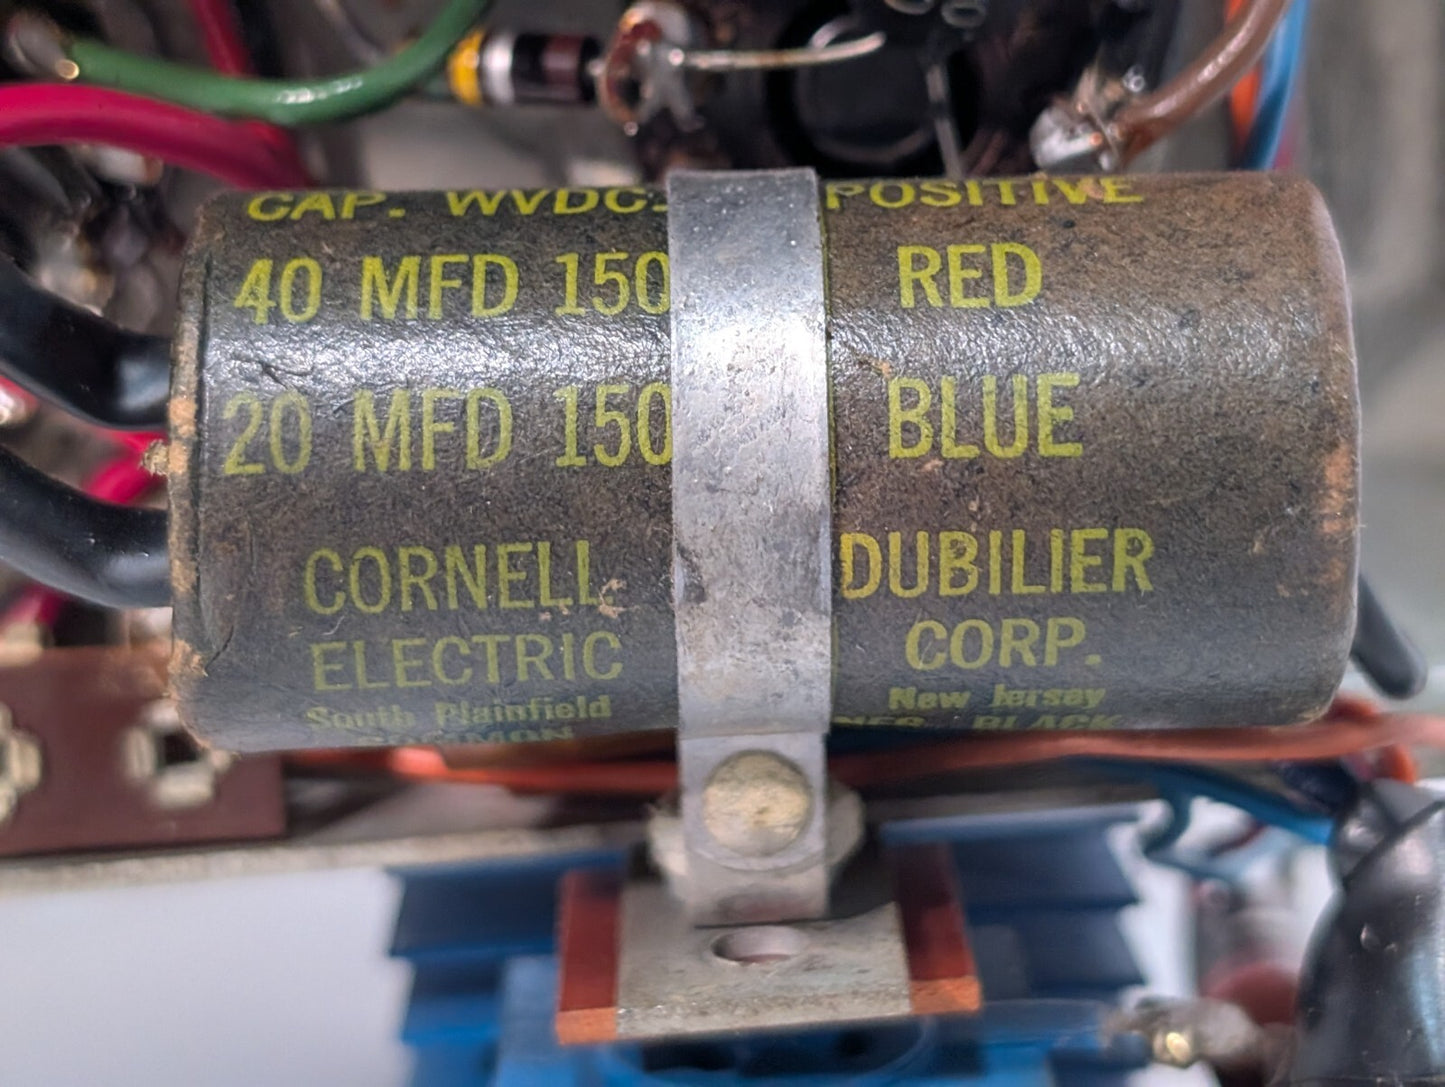 CAP. WVDC POSITIVE
40 MFD 150 RED
20 MFD 150 BLUE
CORNELL DUBILIER
ELECTRIC CORP.
South Plainfield New Jersey
BLACK